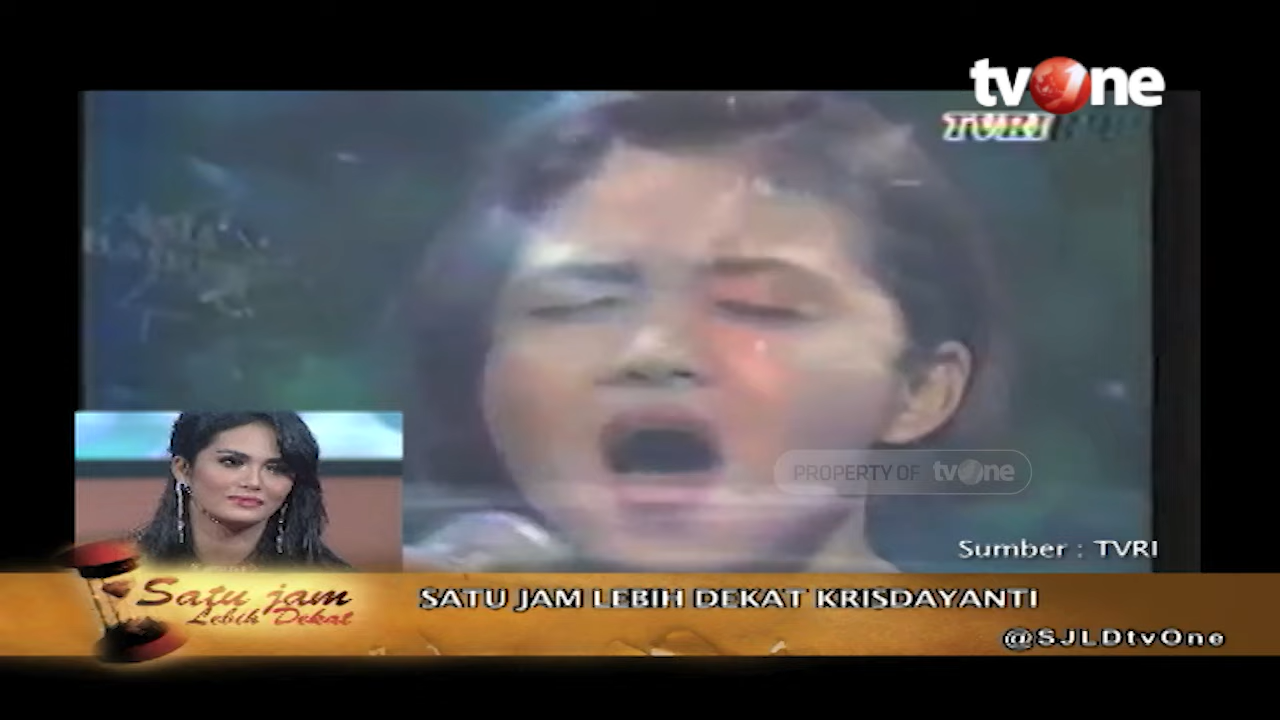 tvOne
TVRI
PROPERTY OF tvOne
Sumber : TVRI
Satu jam
Lebih Dekat
SATU JAM LEBIH DEKAT KRISDAYANTI
@SJLDtvOne